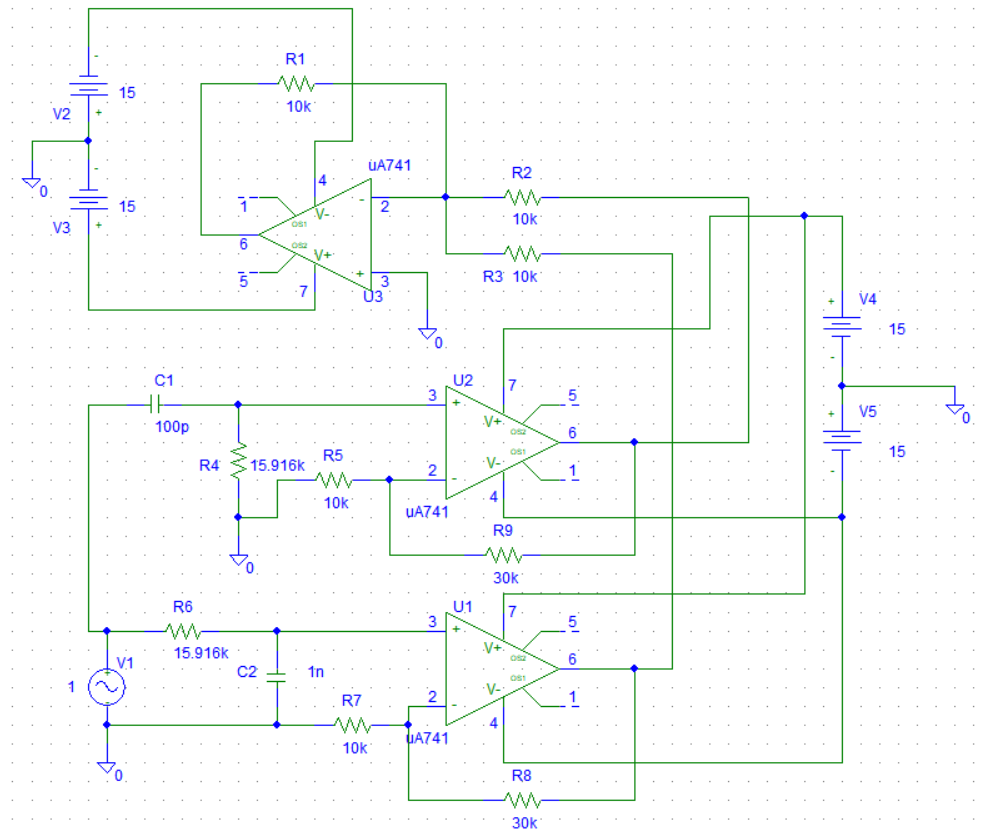 R1
-
15
10k
V2
+
uA741
4
R2
-
1
-
V-
2
0
OS1
10k
15
V3
6
OS2
+
V+
5
+
3
R3 10k
7
U3
V4
+
15
0
-
C1
U2
7
3
+
5
0
100p
V+
OS2
V5
+
6
R4
15.916k
R5
V-
OS1
15
2
-
1
-
10k
4
uA741
R9
0
30k
R6
U1
7
3
+
5
15.916k
V+
OS2
V1
+
C2
1n
6
1
V-
OS1
2
-
1
-
R7
4
10k
uA741
0
R8
30k